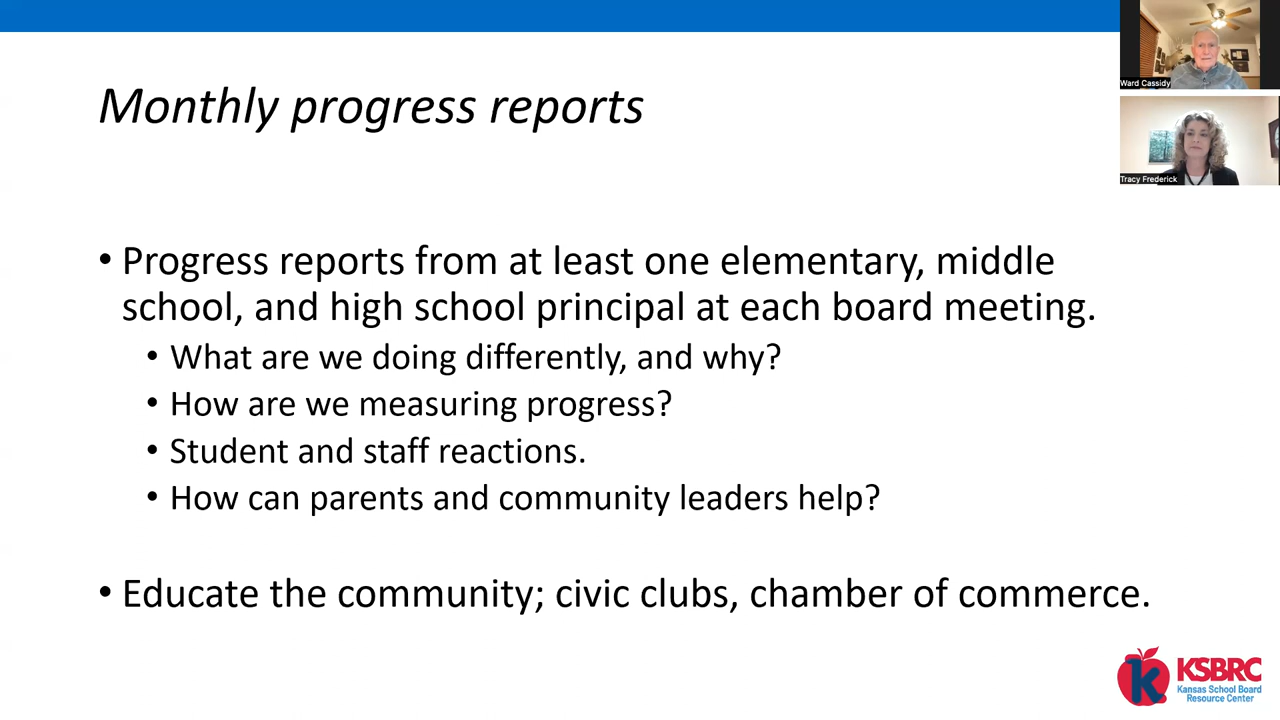 Monthly progress reports
• Progress reports from at least one elementary, middle
school, and high school principal at each board meeting.
• What are we doing differently, and why?
• How are we measuring progress?
• Student and staff reactions.
• How can parents and community leaders help?
• Educate the community; civic clubs, chamber of commerce.
Ward Cassidy
Tracy Frederick
KSBRC
Kansas School Board
Resource Center